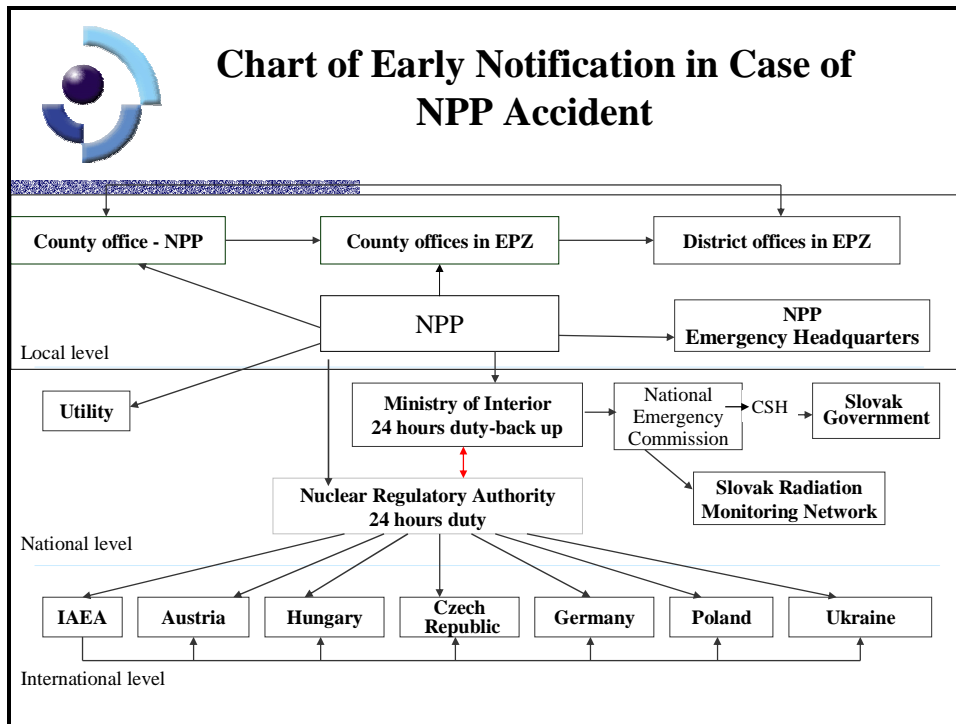 Chart of Early Notification in Case of
NPP Accident
County office - NPP
County offices in EPZ
District offices in EPZ
NPP
NPP
Emergency Headquarters
Local level
Utility
Ministry of Interior
24 hours duty-back up
National
Emergency
Commission
CSH
Slovak
Government
Nuclear Regulatory Authority
24 hours duty
Slovak Radiation
Monitoring Network
National level
IAEA
Austria
Hungary
Czech
Republic
Germany
Poland
Ukraine
International level